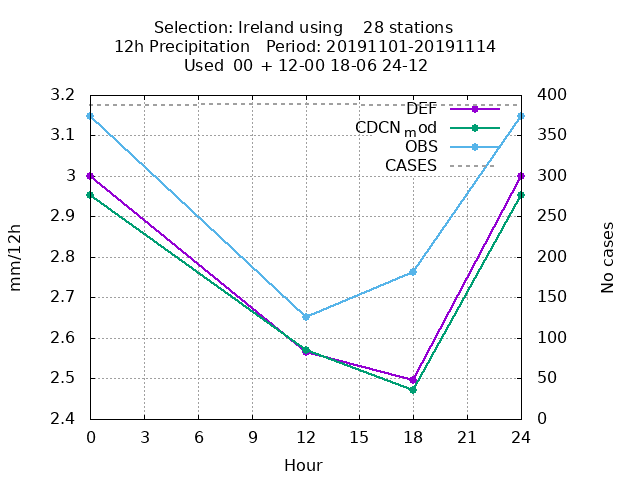 Selection: Ireland using    28 stations
12h Precipitation   Period: 20191101-20191114
Used  00 + 12-00 18-06 24-12
DEF
CDCN mod
OBS
CASES
3.2
3.1
3
2.9
2.8
2.7
2.6
2.5
2.4
mm/12h
400
350
300
250
200
150
100
50
0
No cases
0 3 6 9 12 15 18 21 24
Hour